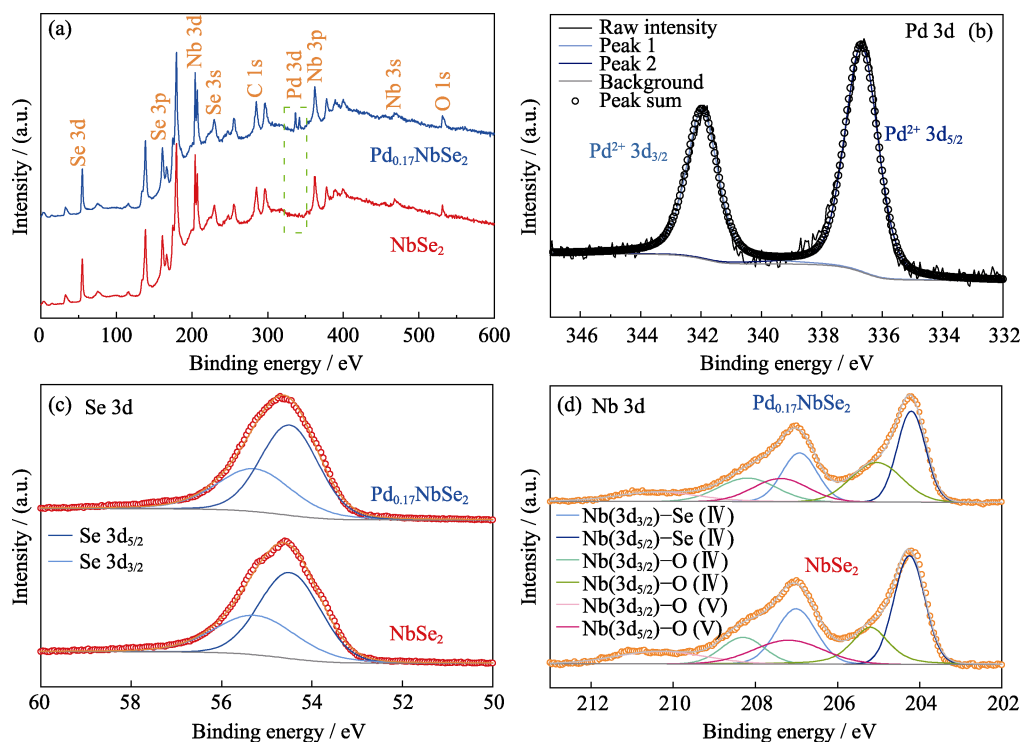 (a)
Se 3d
Se 3p
Nb 3d
Se 3s
C 1s
Pd 3d
Nb 3p
Nb 3s
O 1s
Pd₀.₁₇NbSe₂
NbSe₂
Intensity / (a.u.)
0 100 200 300 400 500 600
Binding energy / eV
Raw intensity
Peak 1
Peak 2
Background
Peak sum
Pd 3d (b)
Pd²⁺ 3d₃/₂
Pd²⁺ 3d₅/₂
Intensity / (a.u.)
346 344 342 340 338 336 334 332
Binding energy / eV
(c) Se 3d
Pd₀.₁₇NbSe₂
Se 3d₅/₂
Se 3d₃/₂
NbSe₂
Intensity / (a.u.)
60 58 56 54 52 50
Binding energy / eV
(d) Nb 3d
Pd₀.₁₇NbSe₂
Nb(3d₃/₂)−Se (Ⅳ)
Nb(3d₅/₂)−Se (Ⅳ)
Nb(3d₃/₂)−O (Ⅳ)
Nb(3d₅/₂)−O (Ⅳ)
Nb(3d₃/₂)−O (Ⅴ)
Nb(3d₅/₂)−O (Ⅴ)
NbSe₂
Intensity / (a.u.)
212 210 208 206 204 202
Binding energy / eV